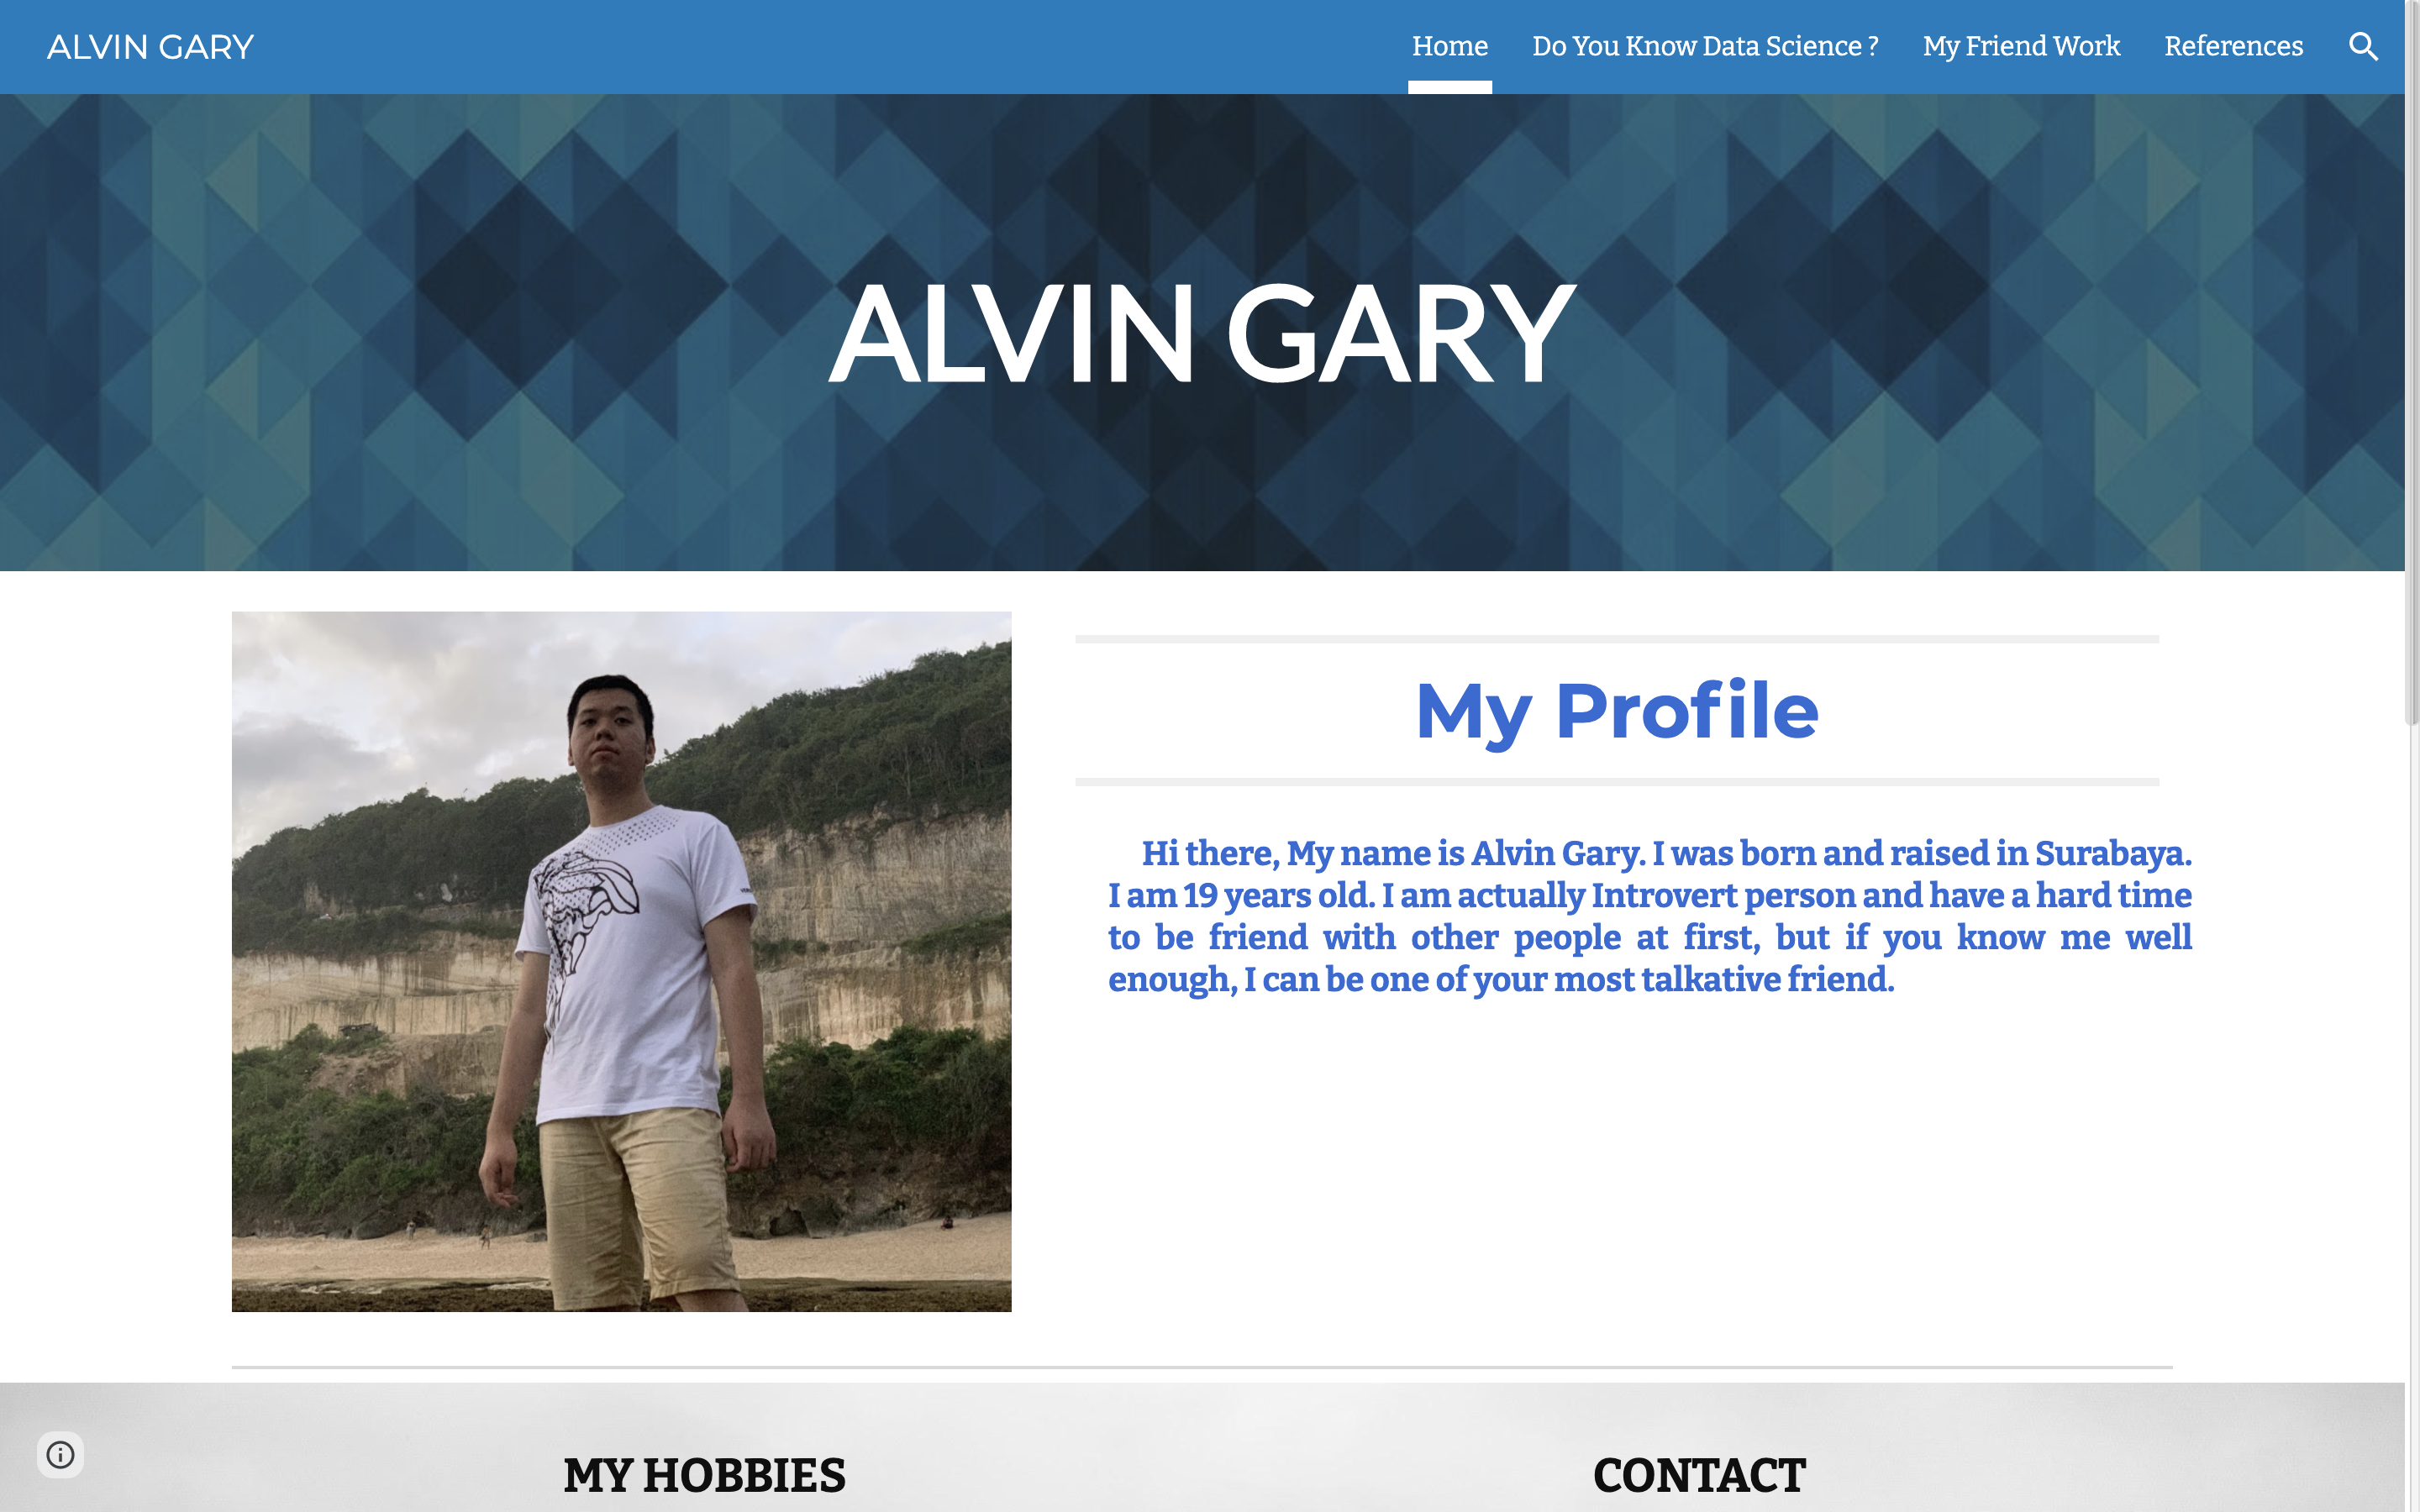 ALVIN GARY
Home
Do You Know Data Science ?
My Friend Work
References
ALVIN GARY
My Profile
Hi there, My name is Alvin Gary. I was born and raised in Surabaya.
I am 19 years old. I am actually Introvert person and have a hard time
to be friend with other people at first, but if you know me well
enough, I can be one of your most talkative friend.
MY HOBBIES
CONTACT